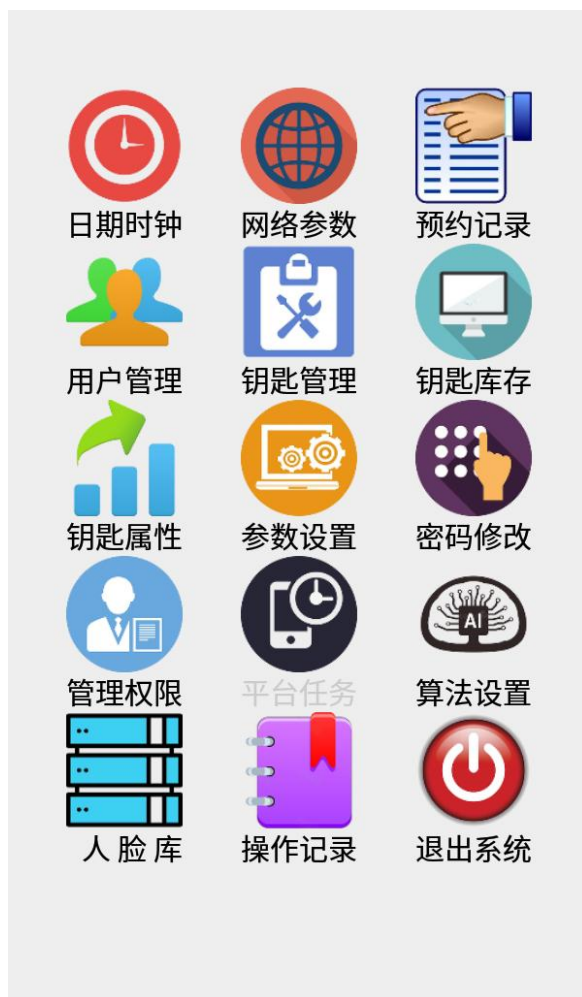 日期时钟 网络参数 预约记录
用户管理 钥匙管理 钥匙库存
钥匙属性 参数设置 密码修改
AI
管理权限 平台任务 算法设置
人脸库 操作记录 退出系统